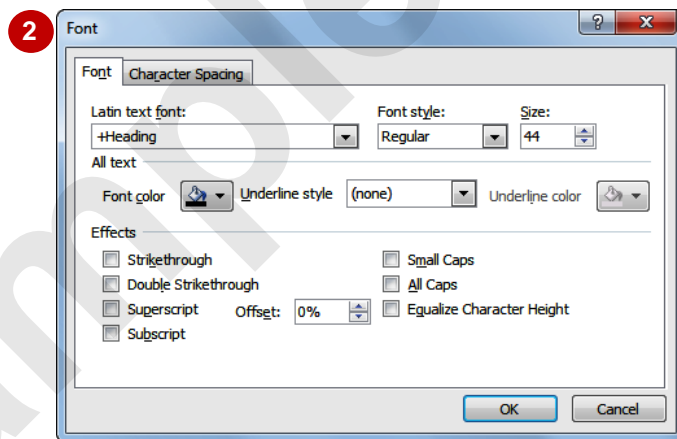 2
Font
?
Font Character Spacing
Latin text font: Font style: Size:
+Heading Regular 44
All text
Font color Underline style (none) Underline color
Effects
Strikethrough Small Caps
Double Strikethrough All Caps
Superscript Offset: 0% Equalize Character Height
Subscript
OK Cancel